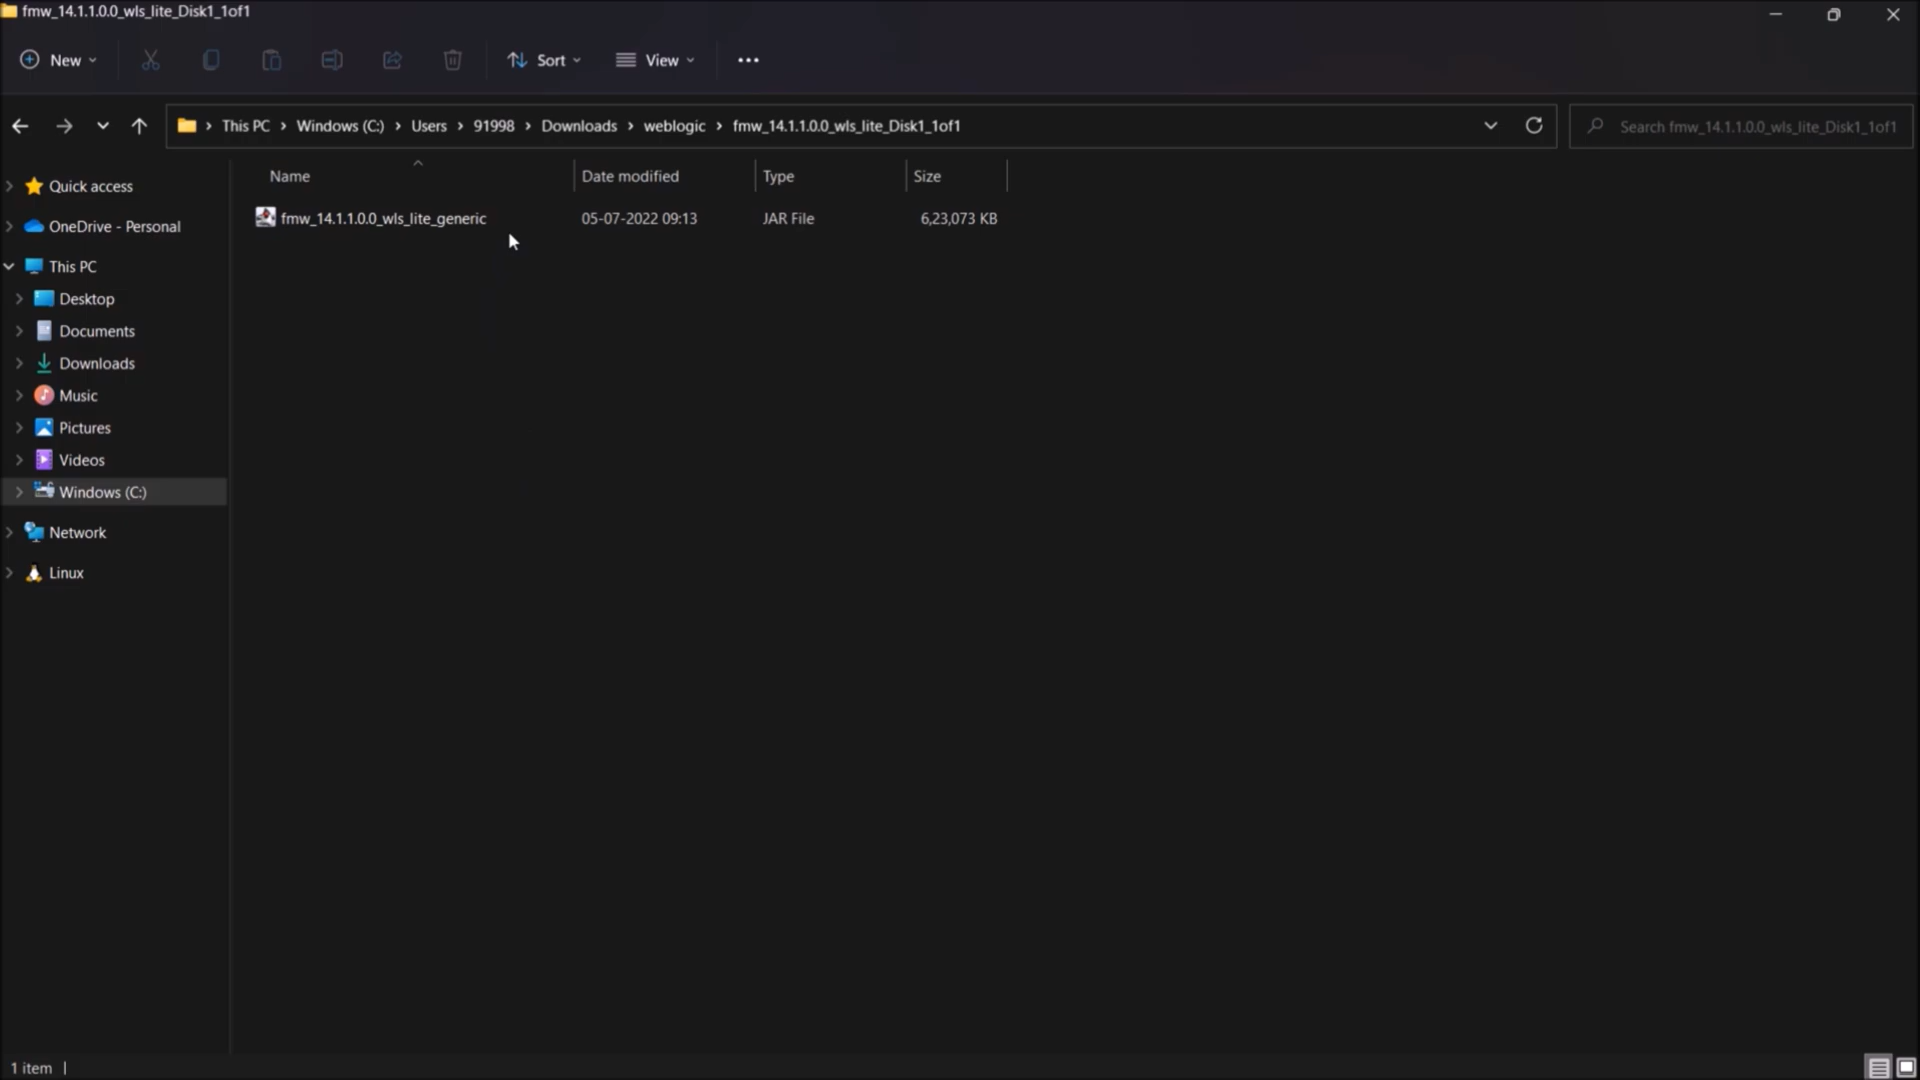 fmw_14.1.1.0.0_wls_lite_Disk1_1of1
New Sort View
This PC Windows (C:) Users 91998 Downloads weblogic fmw_14.1.1.0.0_wls_lite_Disk1_1of1 Search fmw_14.1.1.0.0_wls_lite_Disk1_1of1
Name Date modified Type Size
fmw_14.1.1.0.0_wls_lite_generic 05-07-2022 09:13 JAR File 6,23,073 KB
Quick access
OneDrive - Personal
This PC
Desktop
Documents
Downloads
Music
Pictures
Videos
Windows (C:)
Network
Linux
1 item